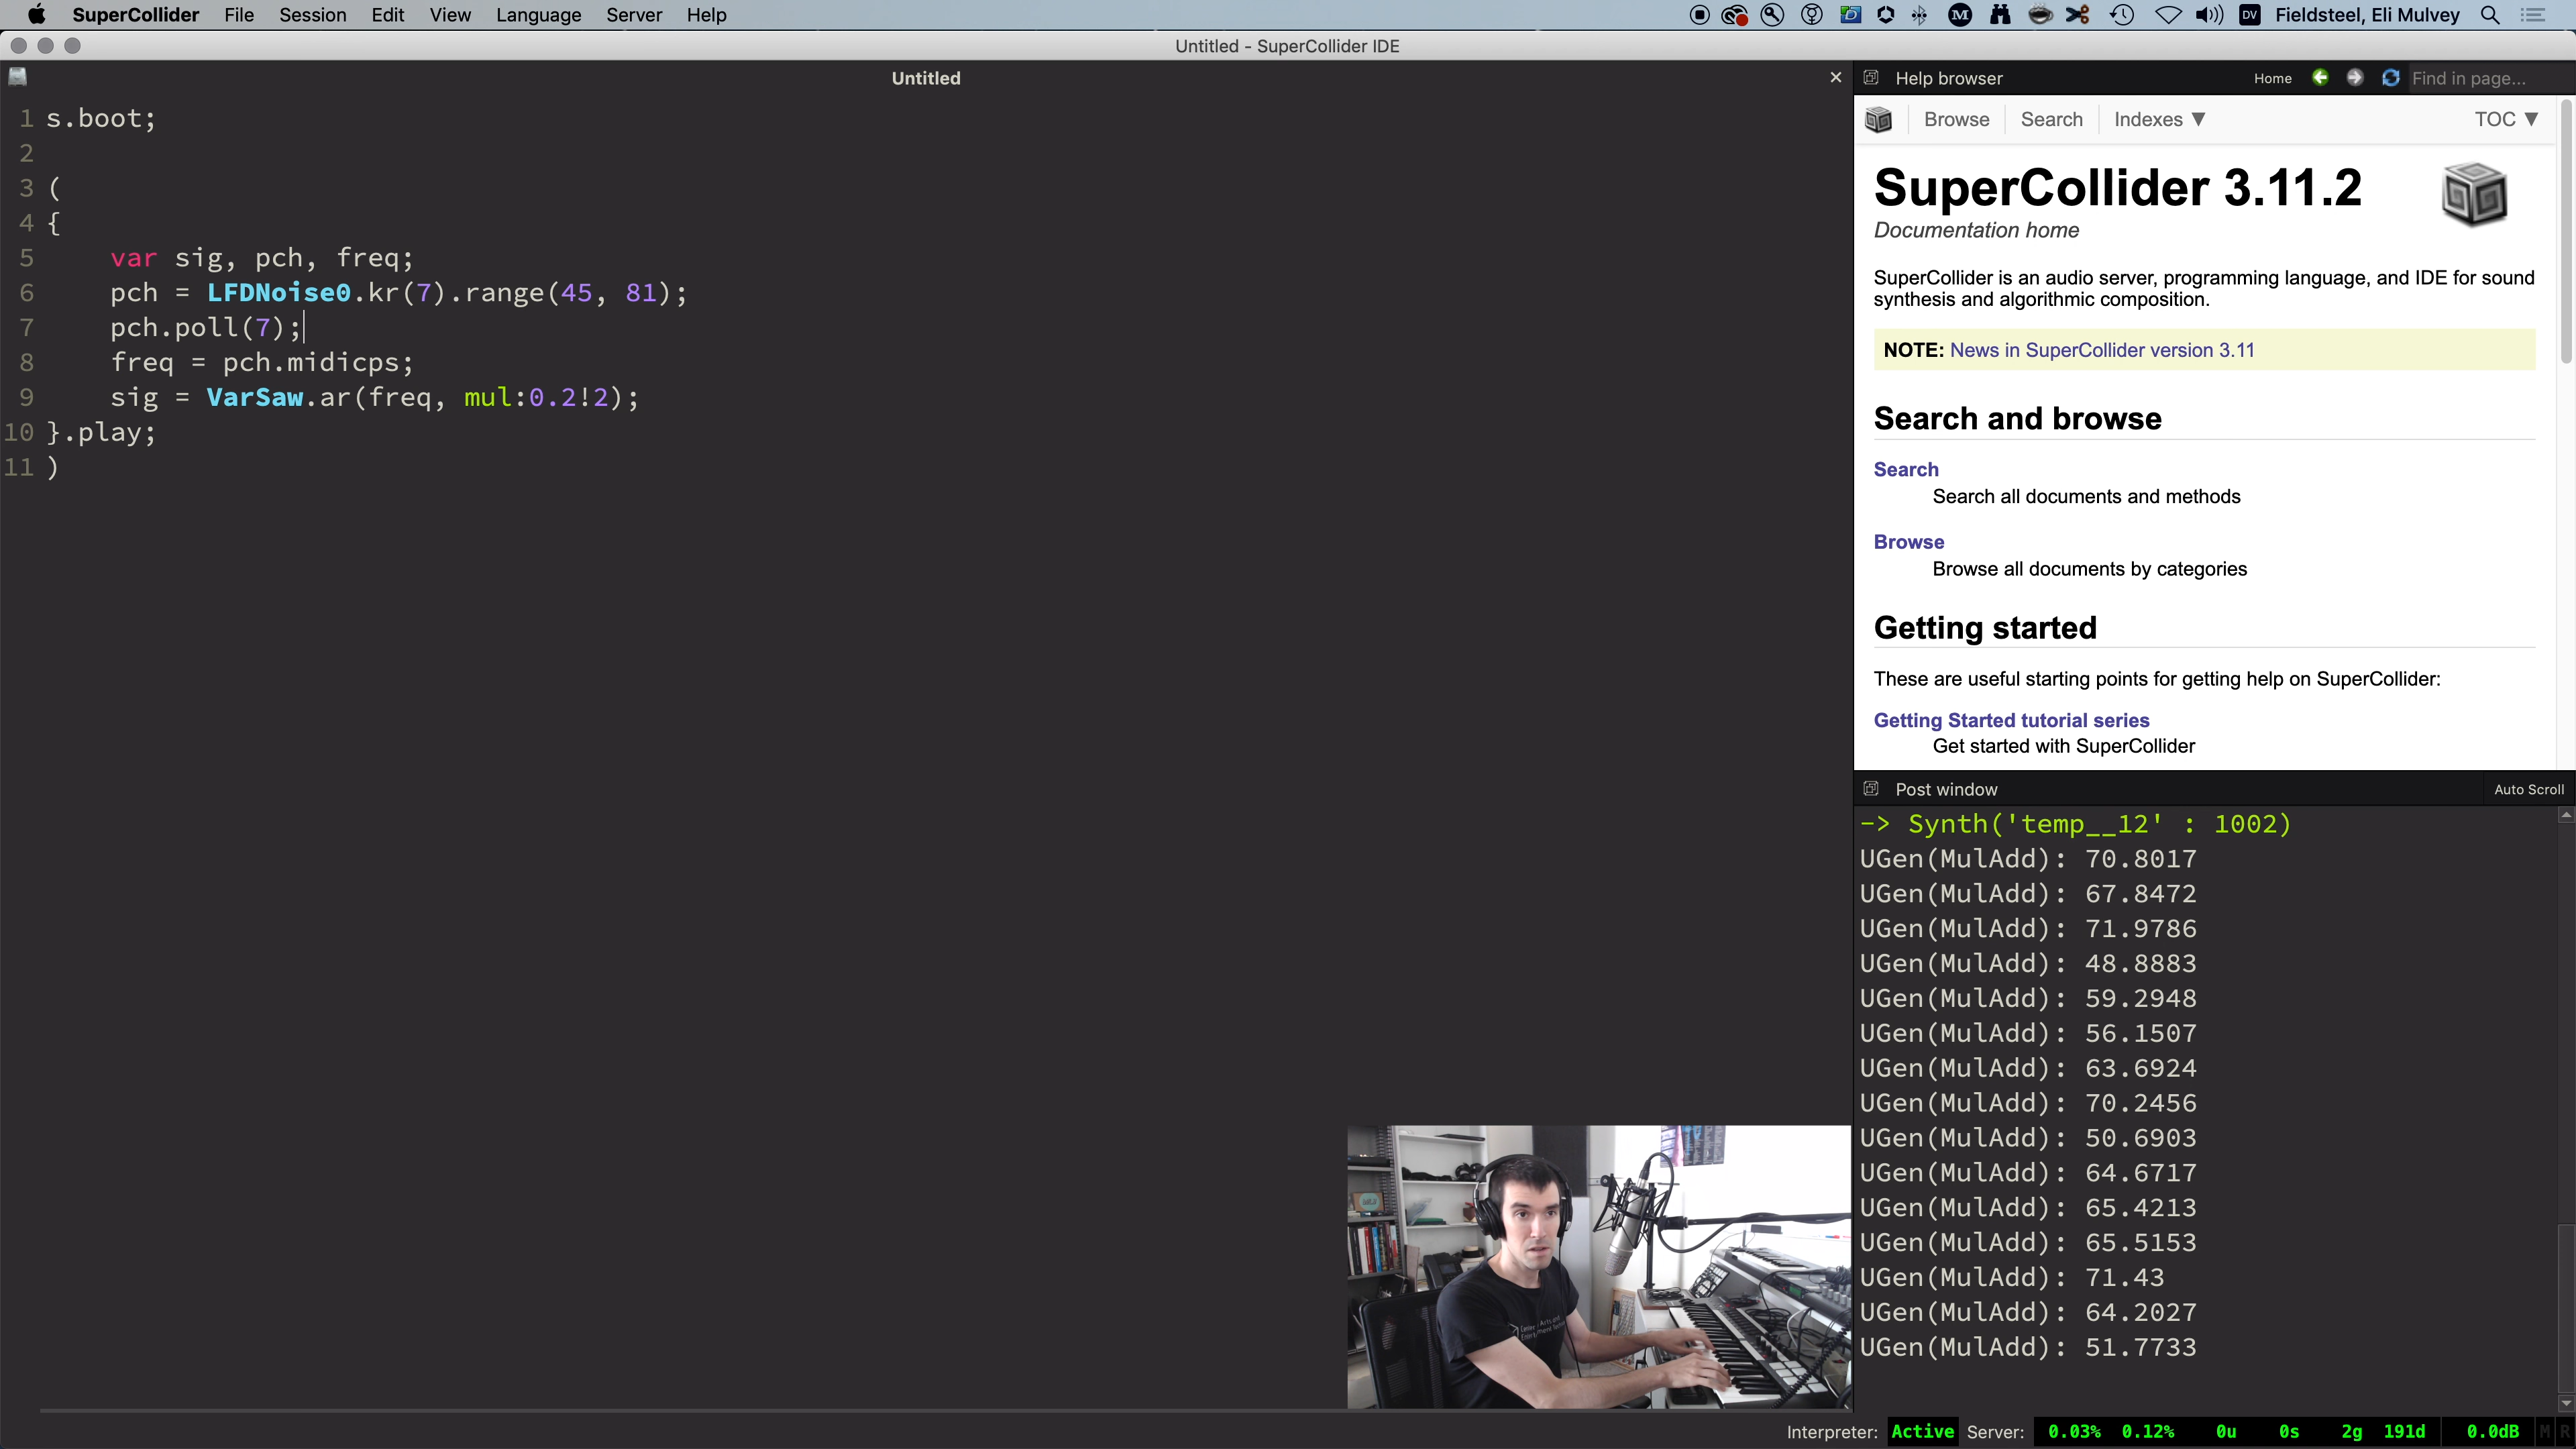 SuperCollider File Session Edit View Language Server Help
DV Fieldsteel, Eli Mulvey
Untitled - SuperCollider IDE
Untitled
1 s.boot;
2
3 (
4 {
5 var sig, pch, freq;
6 pch = LFDNoise0.kr(7).range(45, 81);
7 pch.poll(7);
8 freq = pch.midicps;
9 sig = VarSaw.ar(freq, mul:0.2!2);
10 }.play;
11 )
Help browser Home Find in page...
Browse Search Indexes ▼ TOC ▼
SuperCollider 3.11.2
Documentation home
SuperCollider is an audio server, programming language, and IDE for sound
synthesis and algorithmic composition.
NOTE: News in SuperCollider version 3.11
Search and browse
Search
Search all documents and methods
Browse
Browse all documents by categories
Getting started
These are useful starting points for getting help on SuperCollider:
Getting Started tutorial series
Get started with SuperCollider
Post window Auto Scroll
-> Synth('temp__12' : 1002)
UGen(MulAdd): 70.8017
UGen(MulAdd): 67.8472
UGen(MulAdd): 71.9786
UGen(MulAdd): 48.8883
UGen(MulAdd): 59.2948
UGen(MulAdd): 56.1507
UGen(MulAdd): 63.6924
UGen(MulAdd): 70.2456
UGen(MulAdd): 50.6903
UGen(MulAdd): 64.6717
UGen(MulAdd): 65.4213
UGen(MulAdd): 65.5153
UGen(MulAdd): 71.43
UGen(MulAdd): 64.2027
UGen(MulAdd): 51.7733
Interpreter: Active Server: 0.03% 0.12% 0u 0s 2g 191d 0.0dB M R